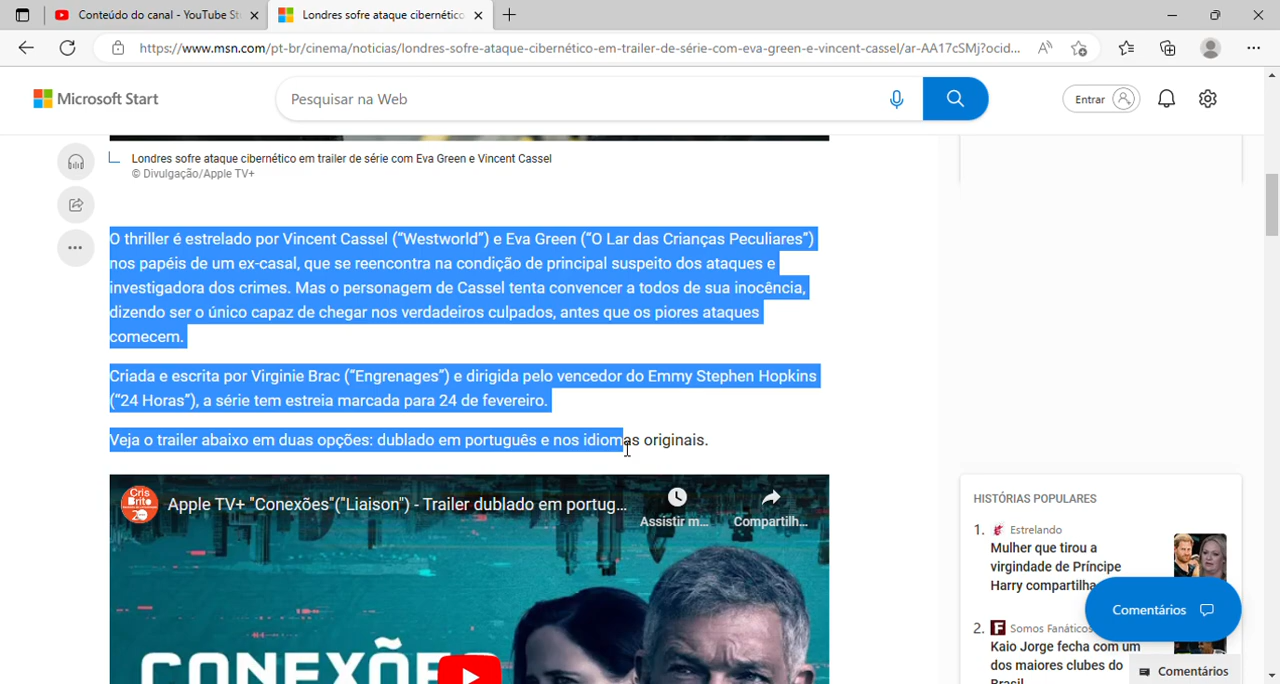 Conteúdo do canal - YouTube St
Londres sofre ataque cibernético
https://www.msn.com/pt-br/cinema/noticias/londres-sofre-ataque-cibernético-em-trailer-de-série-com-eva-green-e-vincent-cassel/ar-AA17cSMj?ocid...
Microsoft Start
Pesquisar na Web
Entrar
Londres sofre ataque cibernético em trailer de série com Eva Green e Vincent Cassel
© Divulgação/Apple TV+
O thriller é estrelado por Vincent Cassel (“Westworld”) e Eva Green (“O Lar das Crianças Peculiares”)
nos papéis de um ex-casal, que se reencontra na condição de principal suspeito dos ataques e
investigadora dos crimes. Mas o personagem de Cassel tenta convencer a todos de sua inocência,
dizendo ser o único capaz de chegar nos verdadeiros culpados, antes que os piores ataques
comecem.
Criada e escrita por Virginie Brac (“Engrenages”) e dirigida pelo vencedor do Emmy Stephen Hopkins
(“24 Horas”), a série tem estreia marcada para 24 de fevereiro.
Veja o trailer abaixo em duas opções: dublado em português e nos idiomas originais.
Cris
Brito
20
Apple TV+ "Conexões"("Liaison") - Trailer dublado em portug...
Assistir m...
Compartilh...
CONEXÕES
HISTÓRIAS POPULARES
1. Estrelando
Mulher que tirou a
virgindade de Príncipe
Harry compartilha
Comentários
2. F Somos Fanáticos
Kaio Jorge fecha com um
dos maiores clubes do
Brasil
Comentários